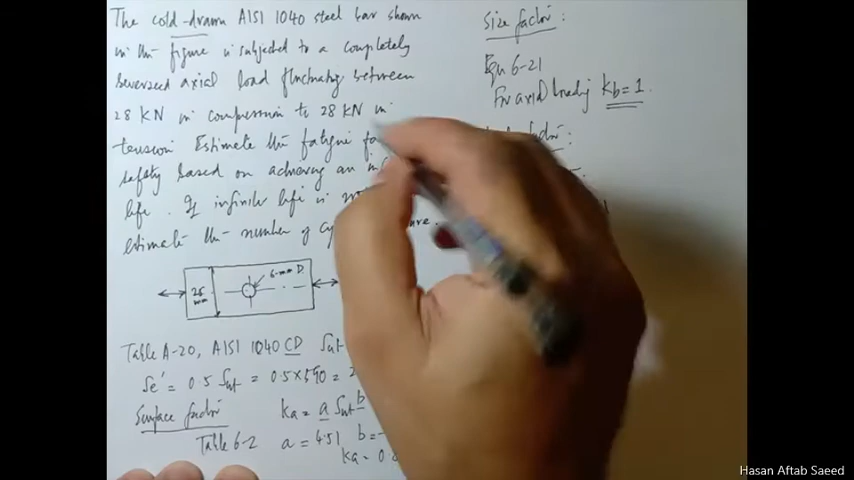 The cold-drawn AISI 1040 steel bar shown
in the figure is subjected to a completely
reversed axial load fluctuating between
28 KN in compression to 28 KN in
tension Estimate the fatigue
safety based on achieving an
life. If infinite life is
estimate the number of
25 mm
6-mm D.
Table A-20, AISI 1040 CD Sut
Se' = 0.5 Sut = 0.5x590 =
Surface factor
ka = a Sut^b
Table 6-2 a = 4.51 b = -
ka = 0.
Size factor:
Eqn 6-21
For axial loading kb = 1.
Hasan Aftab Saeed